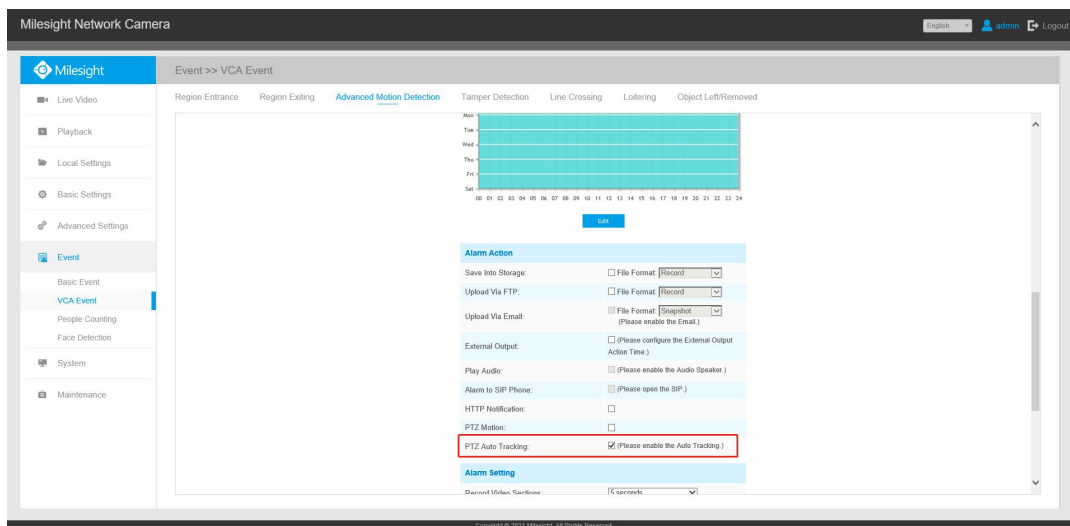 Milesight Network Camera
English admin Logout
Milesight
Event >> VCA Event
Live Video
Playback
Local Settings
Basic Settings
Advanced Settings
Event
Basic Event
VCA Event
People Counting
Face Detection
System
Maintenance
Region Entrance Region Exiting Advanced Motion Detection Tamper Detection Line Crossing Loitering Object Left/Removed
Mon
Tue
Wed
Thu
Fri
Sat
00 01 02 03 04 05 06 07 08 09 10 11 12 13 14 15 16 17 18 19 20 21 22 23 24
Edit
Alarm Action
Save Into Storage: File Format: Record
Upload Via FTP: File Format: Record
Upload Via Email: File Format: Snapshot
(Please enable the Email.)
External Output: (Please configure the External Output
Action Time.)
Play Audio: (Please enable the Audio Speaker.)
Alarm to SIP Phone: (Please open the SIP.)
HTTP Notification:
PTZ Motion:
PTZ Auto Tracking: (Please enable the Auto Tracking.)
Alarm Setting
Record Video Sections: 5 seconds
Copyright © 2021 Milesight. All Rights Reserved.